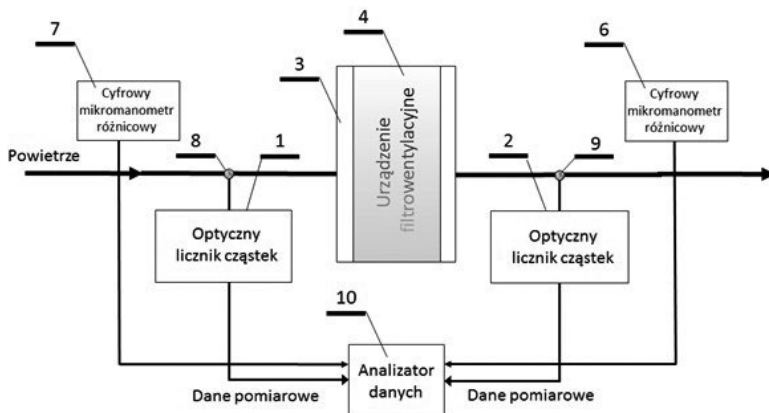 7
4
6
3
Cyfrowy
mikromanometr
różnicowy
Cyfrowy
mikromanometr
różnicowy
Urządzenie
filtrowentylacyjne
8
1
2
9
Powietrze
Optyczny
licznik cząstek
Optyczny
licznik cząstek
10
Analizator
danych
Dane pomiarowe
Dane pomiarowe